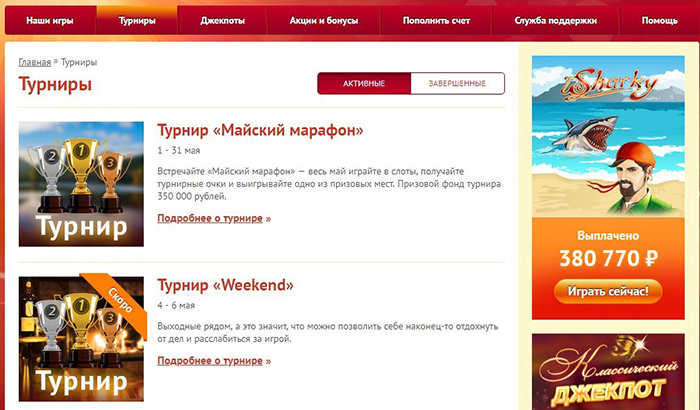 Наши игры
Турниры
Джекпоты
Акции и бонусы
Пополнить счет
Служба поддержки
Помощь
Главная » Турниры
Турниры
АКТИВНЫЕ
ЗАВЕРШЕННЫЕ
2 1 3
Турнир
Турнир «Майский марафон»
1 - 31 мая
Встречайте «Майский марафон» — весь май играйте в слоты, получайте
турнирные очки и выигрывайте одно из призовых мест. Призовой фонд турнира
350 000 рублей.
Подробнее о турнире »
Скоро
2 1 3
Турнир
Турнир «Weekend»
4 - 6 мая
Выходные рядом, а это значит, что можно позволить себе наконец-то отдохнуть
от дел и расслабиться за игрой.
Подробнее о турнире »
Sharky
Выплачено
380 770 ₽
Играть сейчас!
Классический
ДЖЕКПОТ